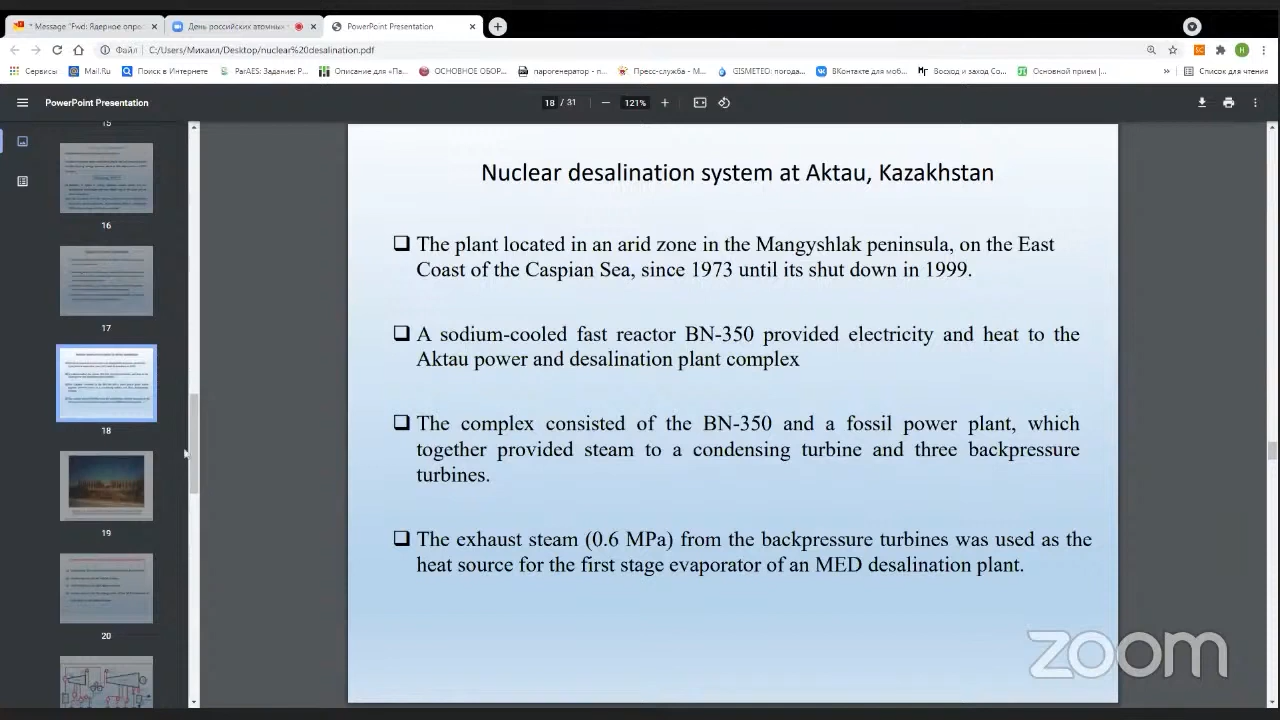 * Message "Fwd: Ядерное опро
День российских атомных
PowerPoint Presentation
Файл
C:/Users/Михаил/Desktop/nuclear%20desalination.pdf
Сервисы
Mail.Ru
Поиск в Интернете
ParAES: Задание: Р...
Описание для «Па...
ОСНОВНОЕ ОБОР...
парогенератор - п...
Пресс-служба - М...
GISMETEO: погода...
ВКонтакте для моб...
Восход и заход Со...
Основной прием |...
»
Список для чтения
PowerPoint Presentation
18 / 31
121%
15
16
17
18
19
20
Nuclear desalination system at Aktau, Kazakhstan
The plant located in an arid zone in the Mangyshlak peninsula, on the East
Coast of the Caspian Sea, since 1973 until its shut down in 1999.
A sodium-cooled fast reactor BN-350 provided electricity and heat to the
Aktau power and desalination plant complex
The complex consisted of the BN-350 and a fossil power plant, which
together provided steam to a condensing turbine and three backpressure
turbines.
The exhaust steam (0.6 MPa) from the backpressure turbines was used as the
heat source for the first stage evaporator of an MED desalination plant.
zoom